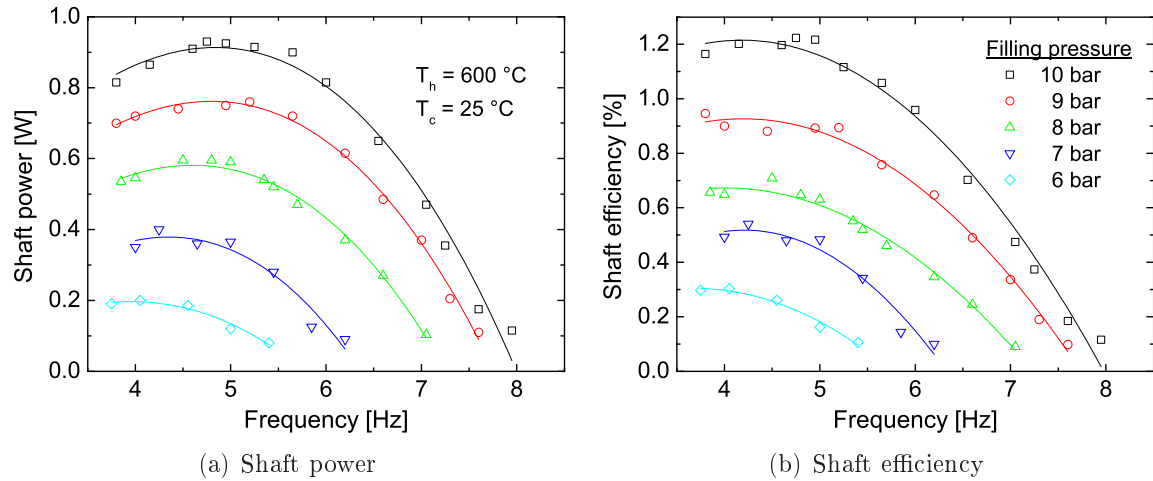 Shaft power [W]
1.0
0.8
0.6
0.4
0.2
0.0
4 5 6 7 8
Frequency [Hz]
T_h = 600 °C
T_c = 25 °C
(a) Shaft power
Shaft efficiency [%]
1.2
1.0
0.8
0.6
0.4
0.2
0.0
4 5 6 7 8
Frequency [Hz]
Filling pressure
10 bar
9 bar
8 bar
7 bar
6 bar
(b) Shaft efficiency